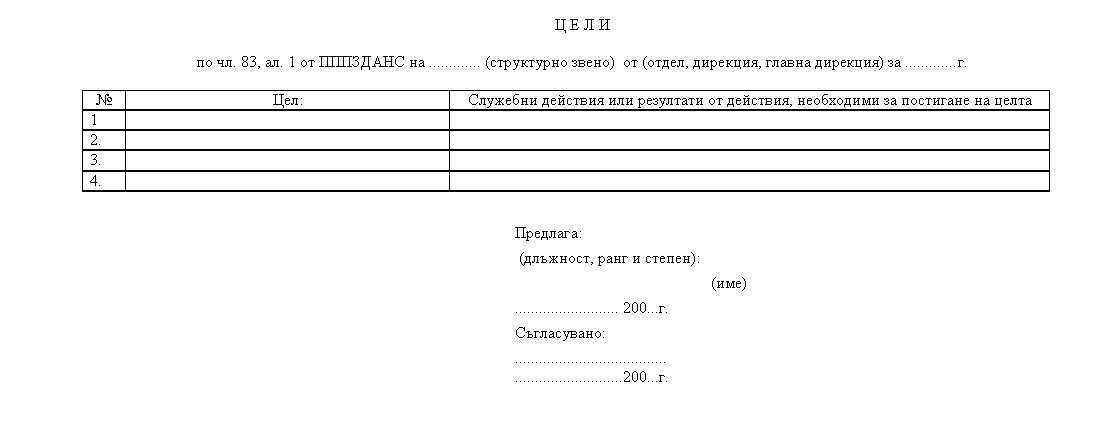 Ц Е Л И
по чл. 83, ал. 1 от ПППЗДАНС на ............. (структурно звено)  от (отдел, дирекция, главна дирекция) за .............г.
№ Цел: Служебни действия или резултати от действия, необходими за постигане на целта
1
2.
3.
4.
Предлага:
(длъжност, ранг и степен):
(име)
.......................... 200...г.
Съгласувано:
......................................
...........................200...г.